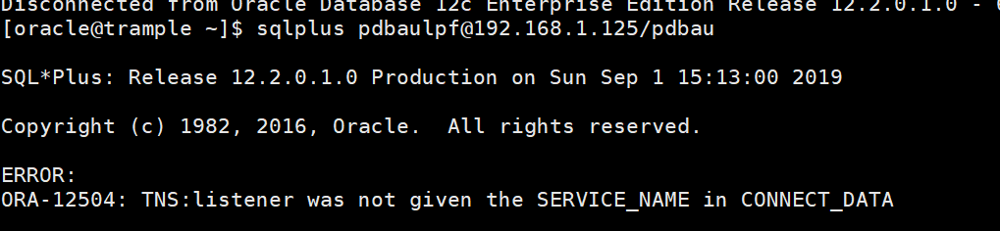 Disconnected from Oracle Database 12c Enterprise Edition Release 12.2.0.1.0 -
[oracle@trample ~]$ sqlplus pdbaulpf@192.168.1.125/pdbau
SQL*Plus: Release 12.2.0.1.0 Production on Sun Sep 1 15:13:00 2019
Copyright (c) 1982, 2016, Oracle.  All rights reserved.
ERROR:
ORA-12504: TNS:listener was not given the SERVICE_NAME in CONNECT_DATA